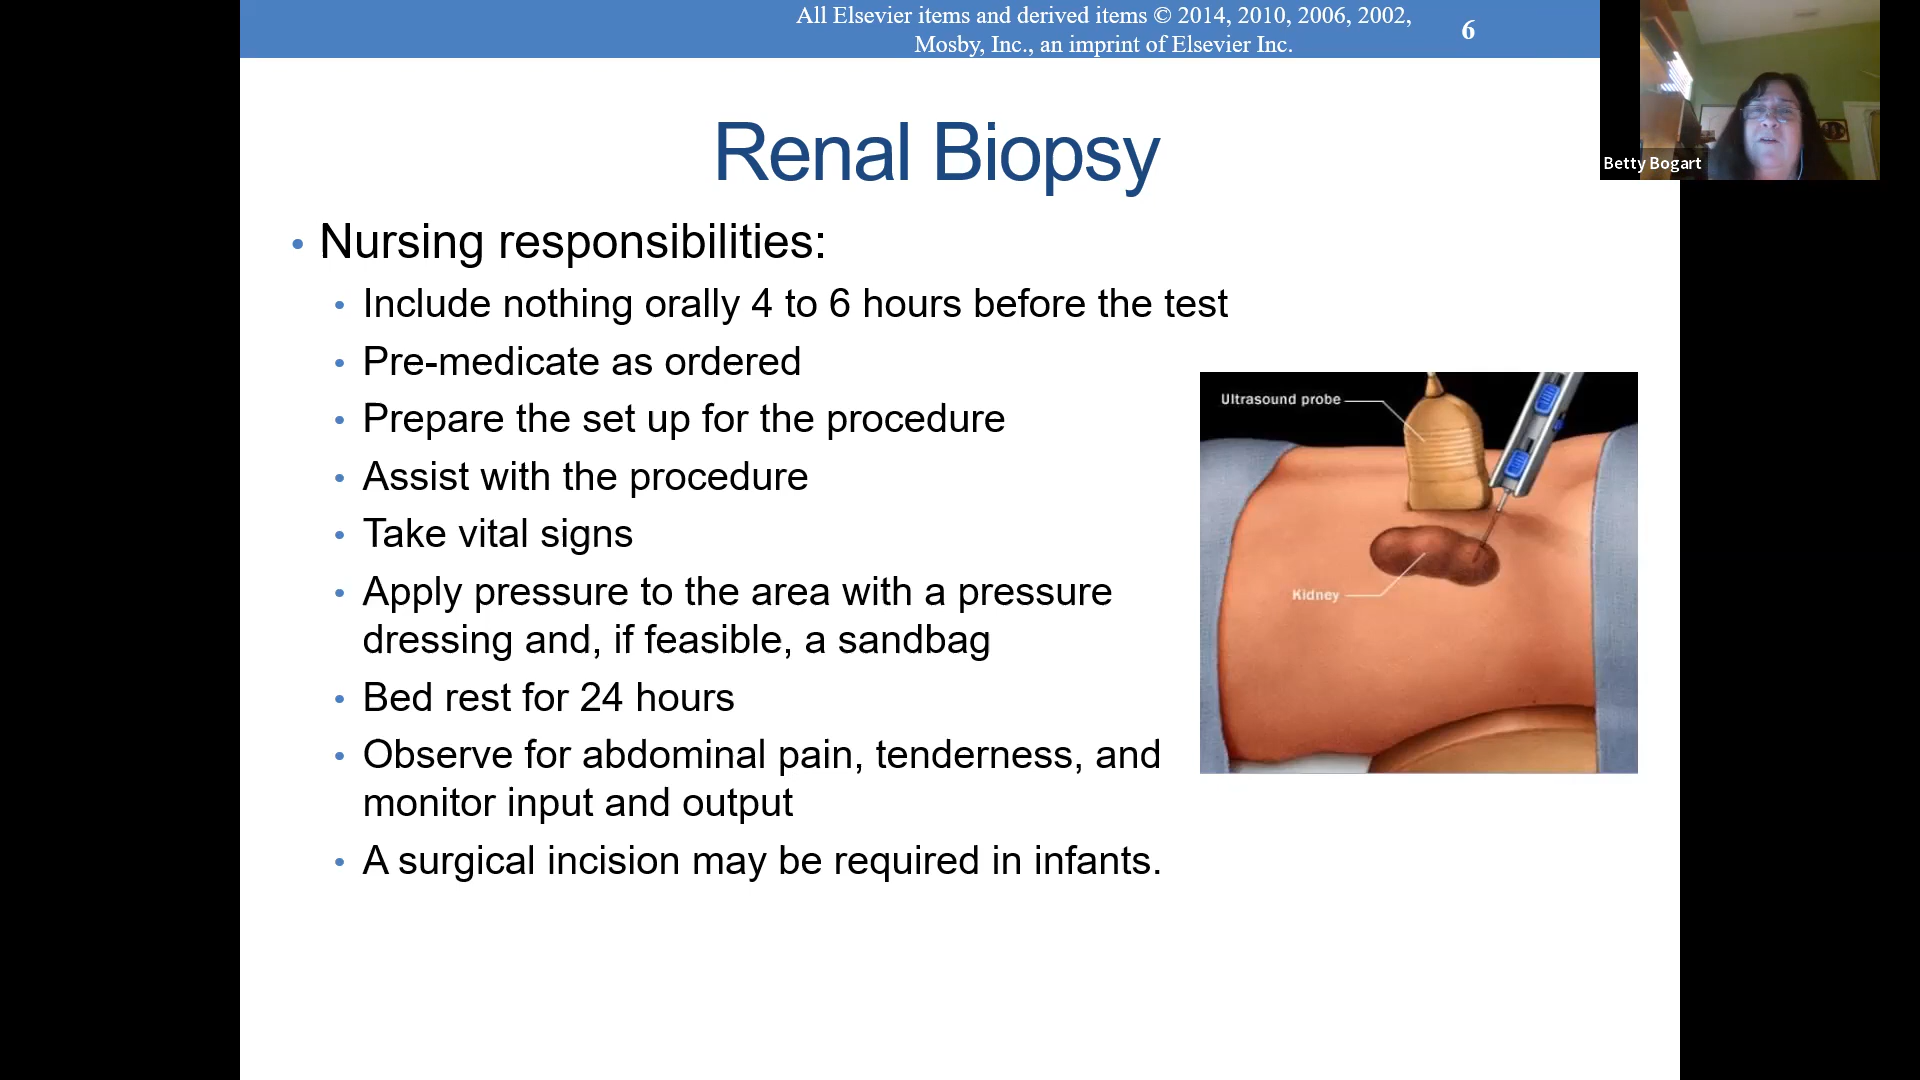 All Elsevier items and derived items © 2014, 2010, 2006, 2002,
Mosby, Inc., an imprint of Elsevier Inc.
6
Betty Bogart
Renal Biopsy
• Nursing responsibilities:
• Include nothing orally 4 to 6 hours before the test
• Pre-medicate as ordered
• Prepare the set up for the procedure
• Assist with the procedure
• Take vital signs
• Apply pressure to the area with a pressure
dressing and, if feasible, a sandbag
• Bed rest for 24 hours
• Observe for abdominal pain, tenderness, and
monitor input and output
• A surgical incision may be required in infants.
Ultrasound probe
Kidney